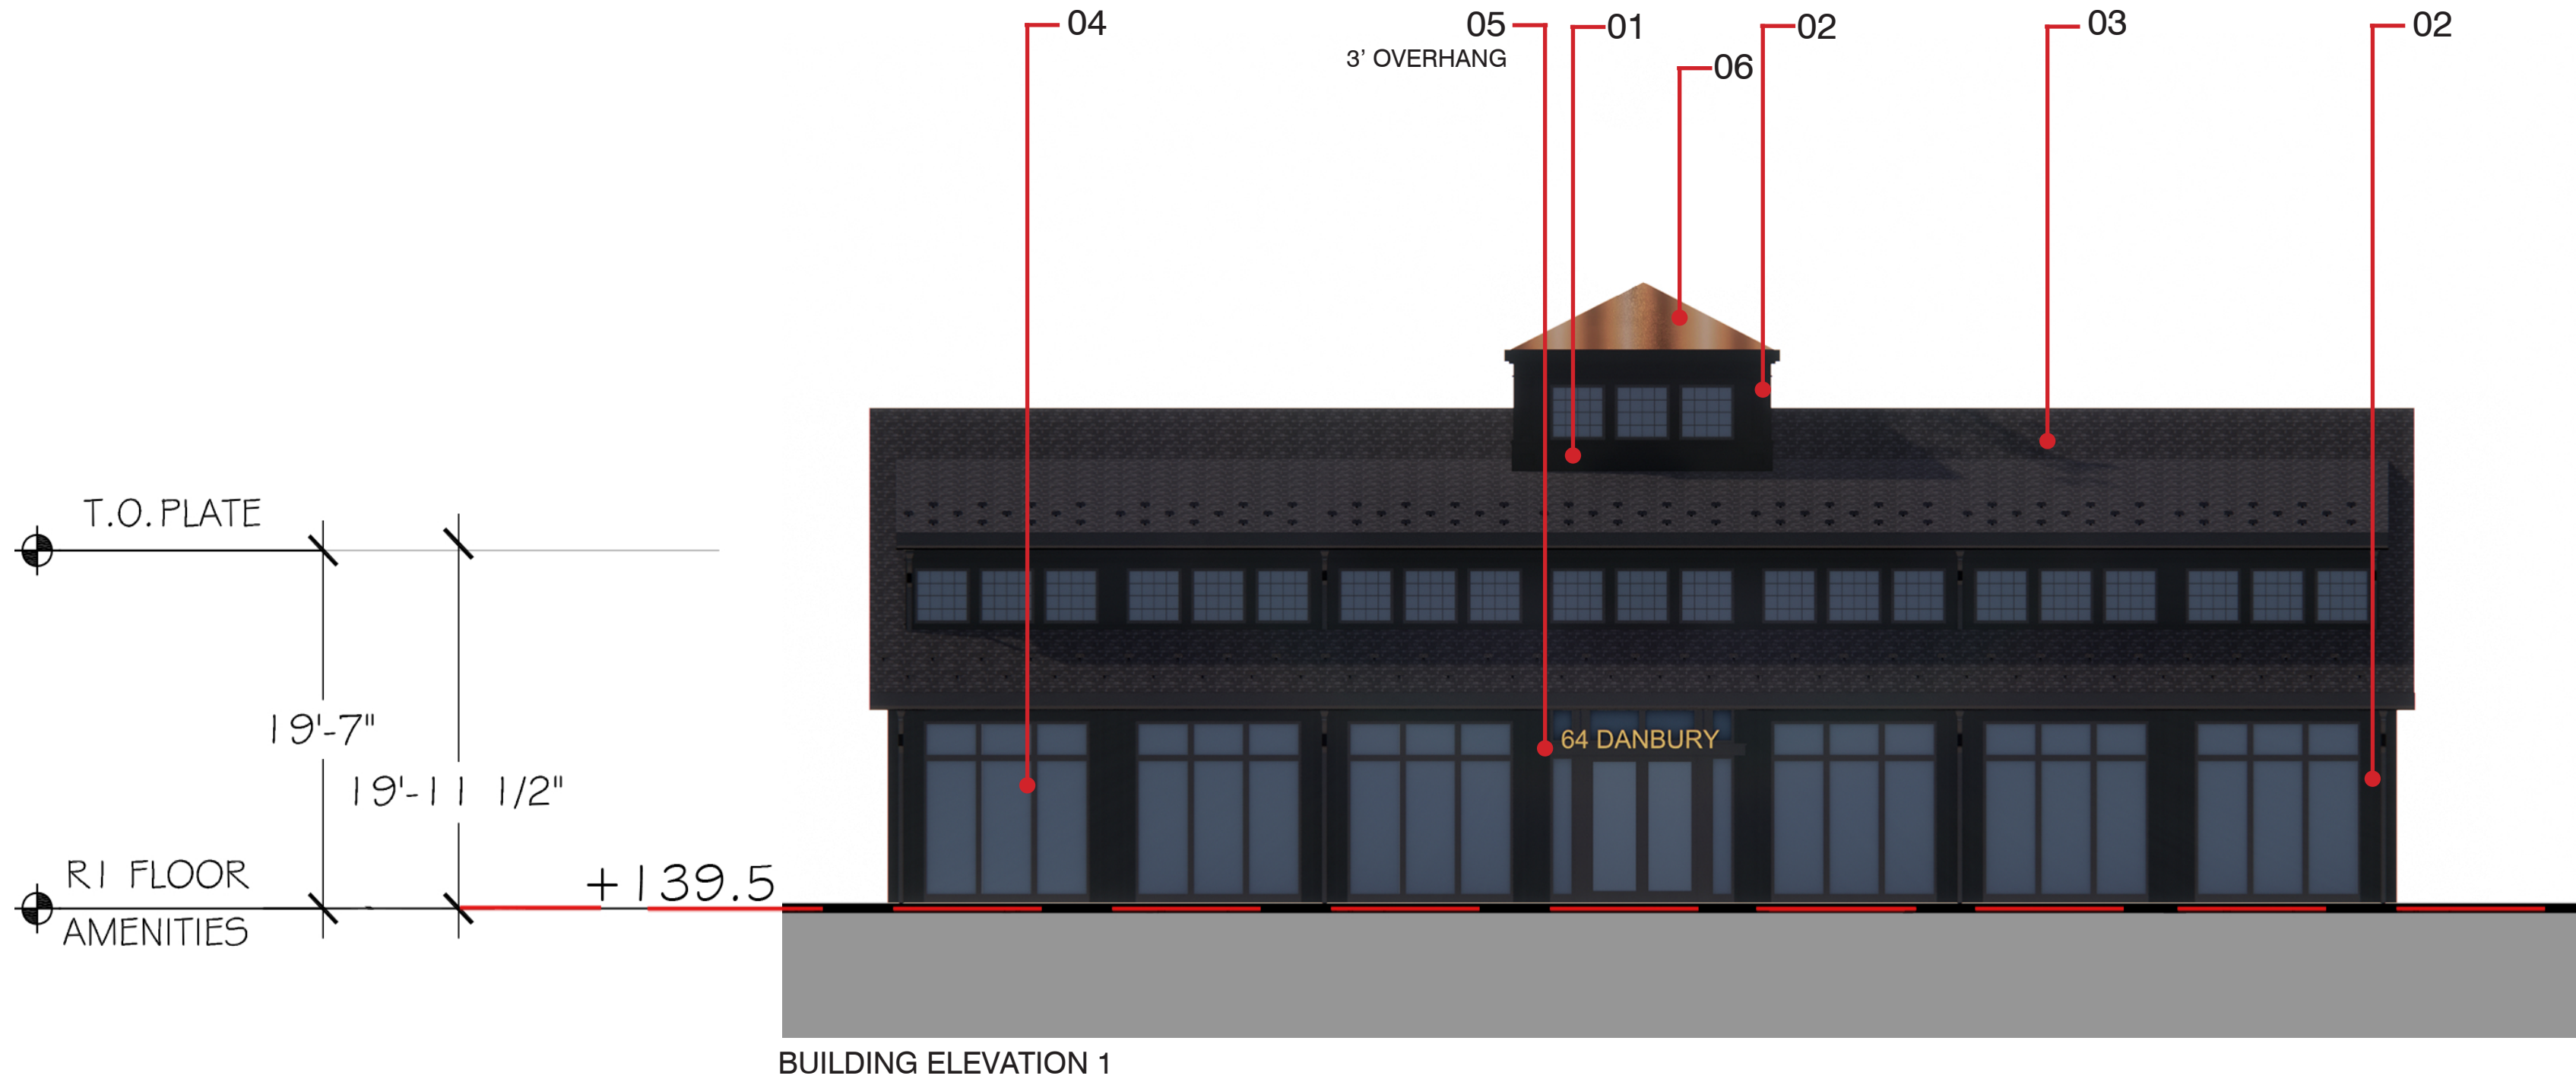 04
05
01
02
03
02
3’ OVERHANG
06
T.O. PLATE
19'-7"
64 DANBURY
19'-11 1/2"
R1 FLOOR
AMENITIES
+139.5
BUILDING ELEVATION 1